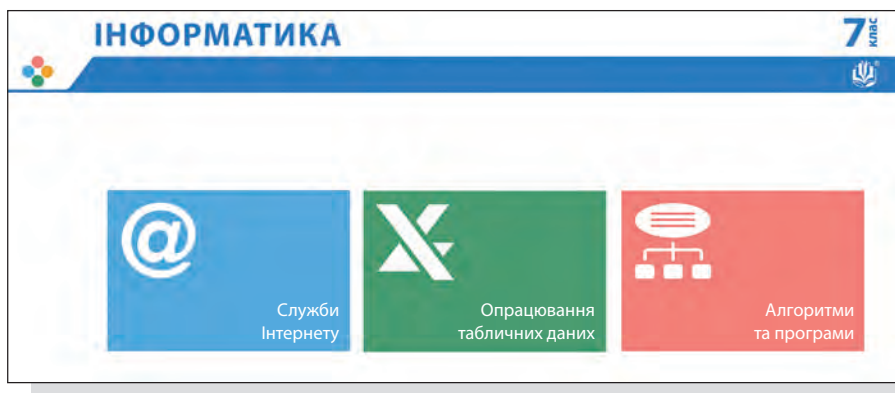 ІНФОРМАТИКА
7 клас
@
Служби
Інтернету
Опрацювання
табличних даних
Алгоритми
та програми